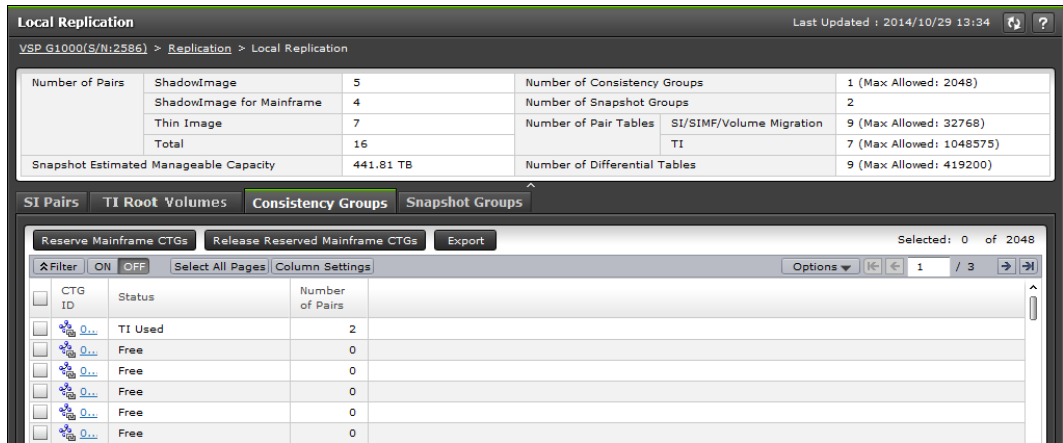 Local Replication Last Updated : 2014/10/29 13:34 ?
VSP G1000(S/N:2586) > Replication > Local Replication
Number of Pairs ShadowImage 5 Number of Consistency Groups 1 (Max Allowed: 2048)
ShadowImage for Mainframe 4 Number of Snapshot Groups 2
Thin Image 7 Number of Pair Tables SI/SIMF/Volume Migration 9 (Max Allowed: 32768)
Total 16 TI 7 (Max Allowed: 1048575)
Snapshot Estimated Manageable Capacity 441.81 TB Number of Differential Tables 9 (Max Allowed: 419200)
SI Pairs TI Root Volumes Consistency Groups Snapshot Groups
Reserve Mainframe CTGs Release Reserved Mainframe CTGs Export Selected: 0 of 2048
Filter ON OFF Select All Pages Column Settings Options 1 / 3
CTG ID Status Number of Pairs
0... TI Used 2
0... Free 0
0... Free 0
0... Free 0
0... Free 0
0... Free 0